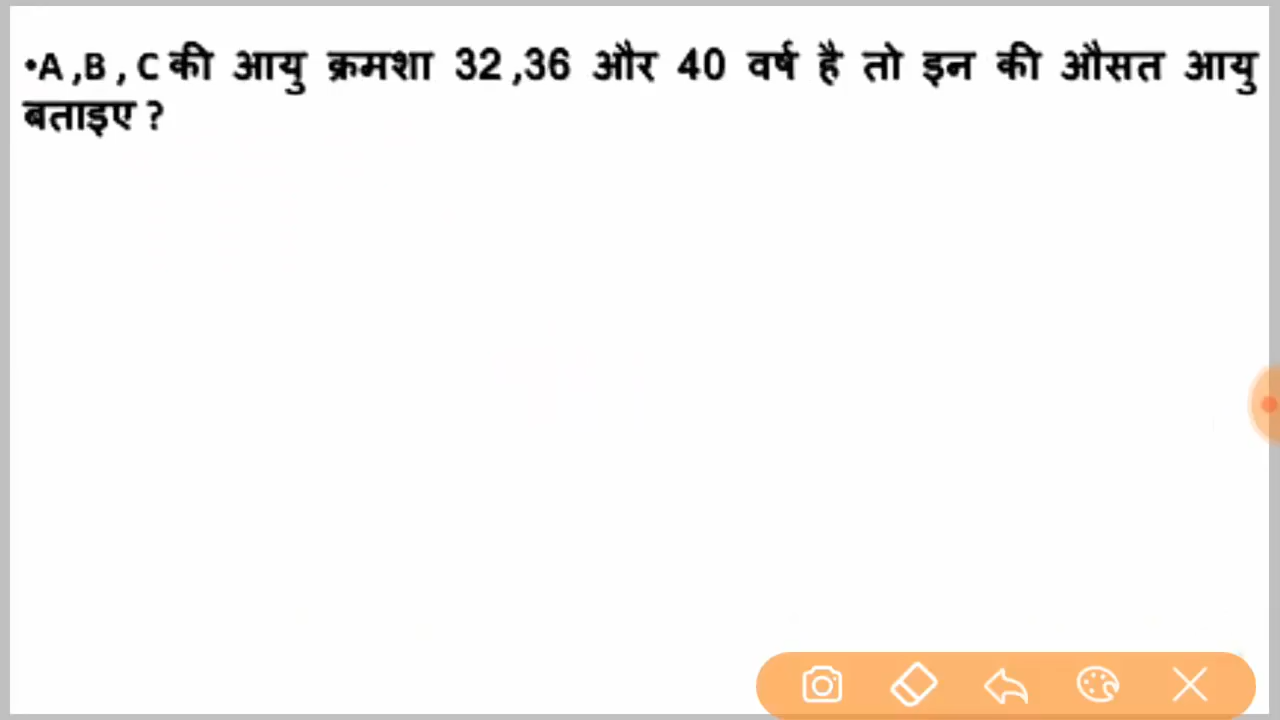 •A ,B , C की आयु क्रमशा 32 ,36 और 40 वर्ष है तो इन की औसत आयु
बताइए ?